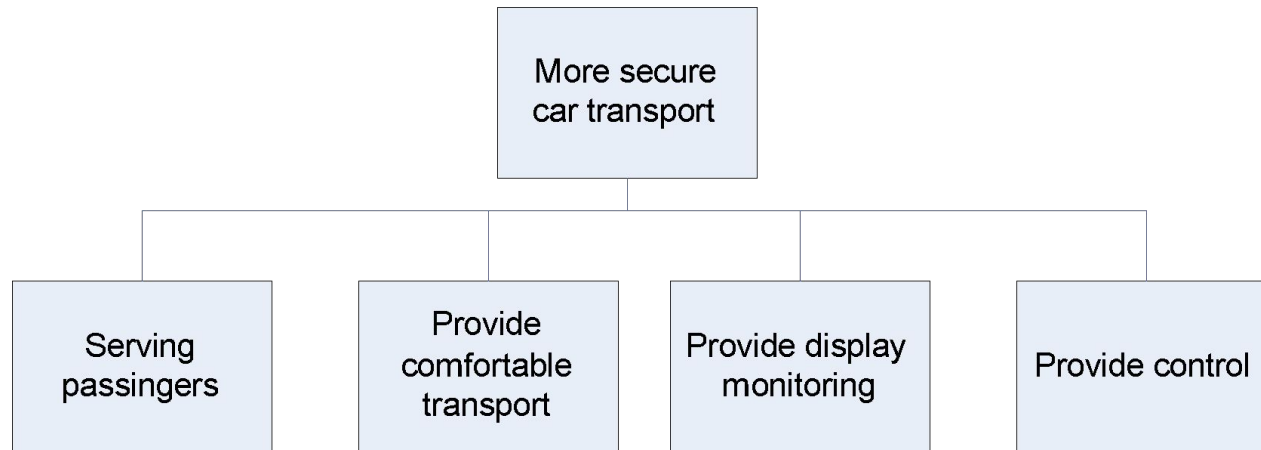 More secure
car transport
Serving
passingers
Provide
comfortable
transport
Provide display
monitoring
Provide control